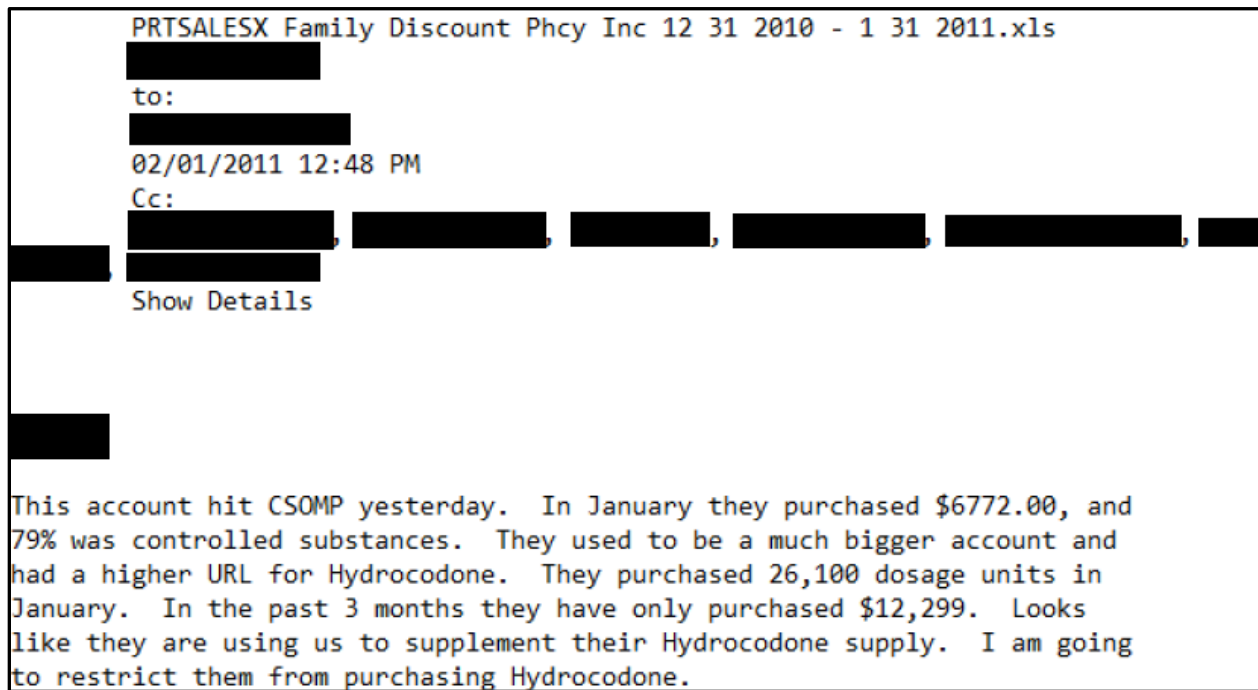 PRTSALESX Family Discount Phcy Inc 12 31 2010 - 1 31 2011.xls
to:
02/01/2011 12:48 PM
Cc:
, , , , ,
,
Show Details
This account hit CSOMP yesterday. In January they purchased $6772.00, and
79% was controlled substances. They used to be a much bigger account and
had a higher URL for Hydrocodone. They purchased 26,100 dosage units in
January. In the past 3 months they have only purchased $12,299. Looks
like they are using us to supplement their Hydrocodone supply. I am going
to restrict them from purchasing Hydrocodone.